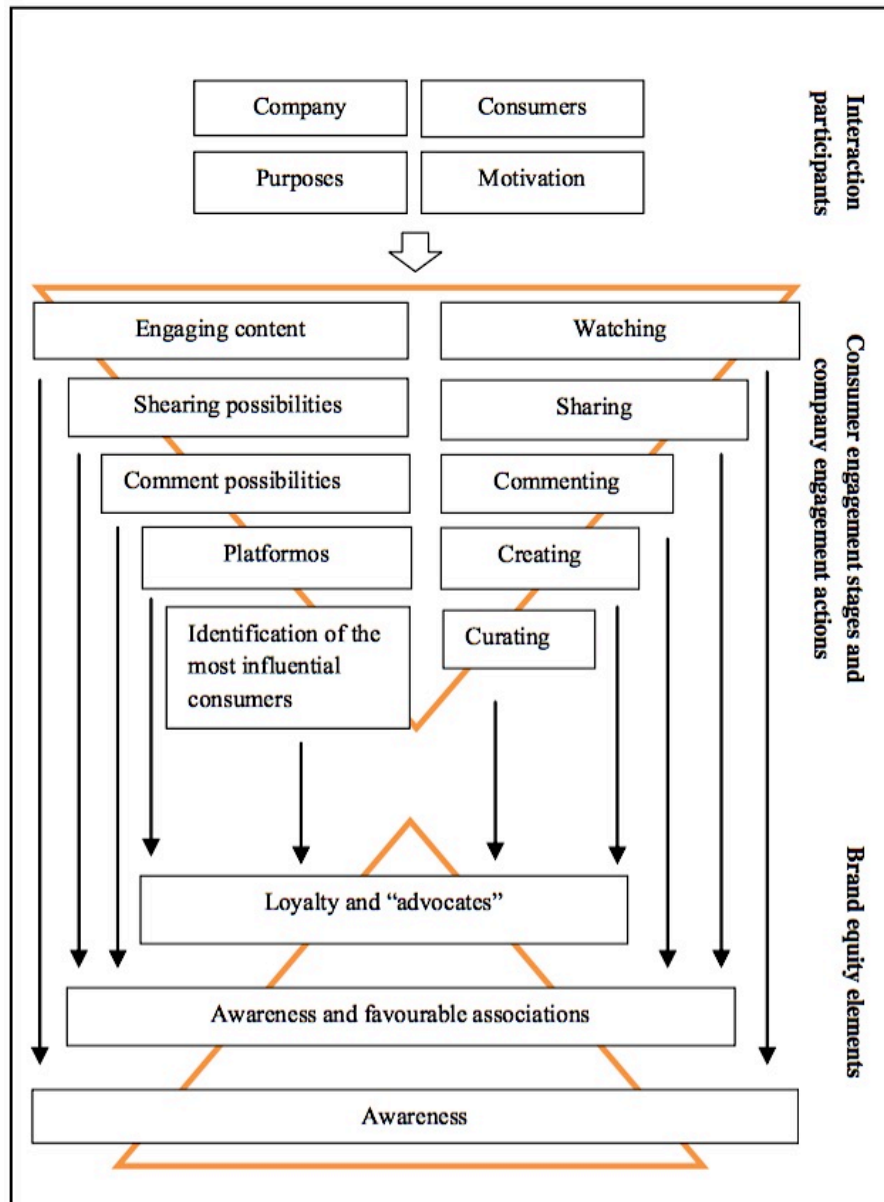 Company
Consumers
Purposes
Motivation
Interaction
participants
Engaging content
Watching
Shearing possibilities
Sharing
Comment possibilities
Commenting
Platformos
Creating
Identification of the
most influential
consumers
Curating
Consumer engagement stages and
company engagement actions
Loyalty and “advocates”
Awareness and favourable associations
Awareness
Brand equity elements